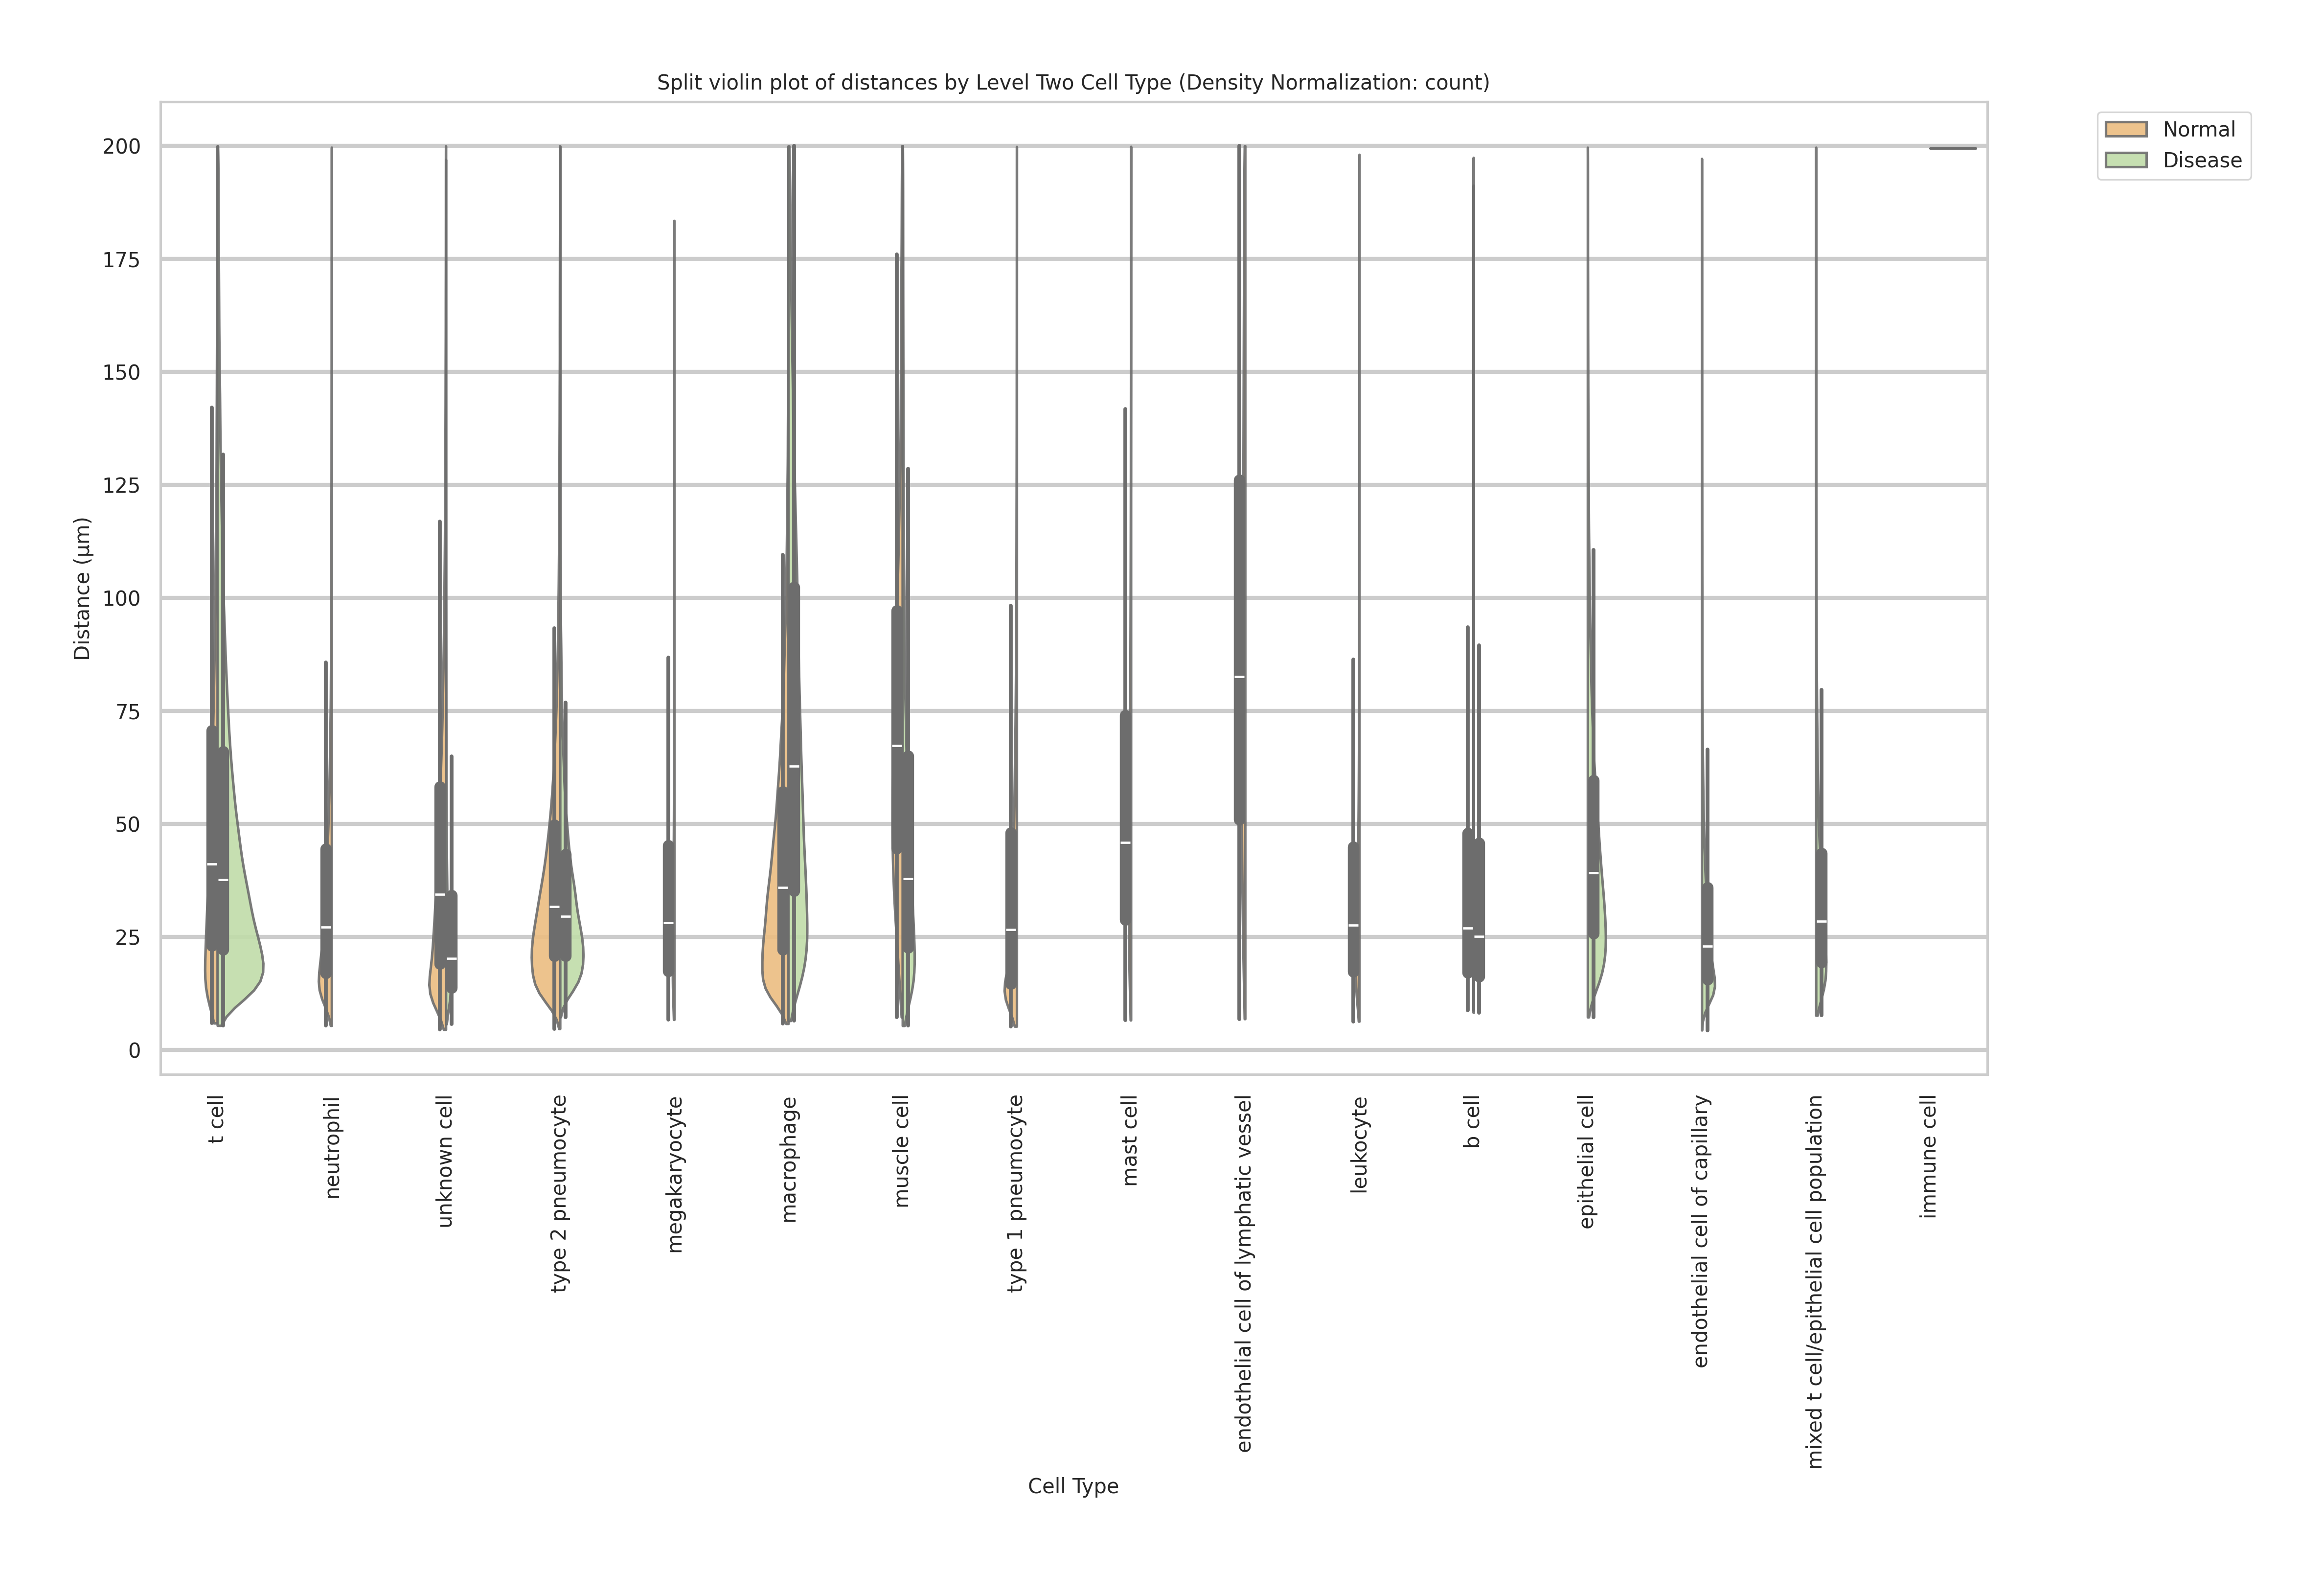 Split violin plot of distances by Level Two Cell Type (Density Normalization: count)
Normal
Disease
Distance (µm)
200
175
150
125
100
75
50
25
0
t cell
neutrophil
unknown cell
type 2 pneumocyte
megakaryocyte
macrophage
muscle cell
type 1 pneumocyte
mast cell
endothelial cell of lymphatic vessel
leukocyte
b cell
epithelial cell
endothelial cell of capillary
mixed t cell/epithelial cell population
immune cell
Cell Type